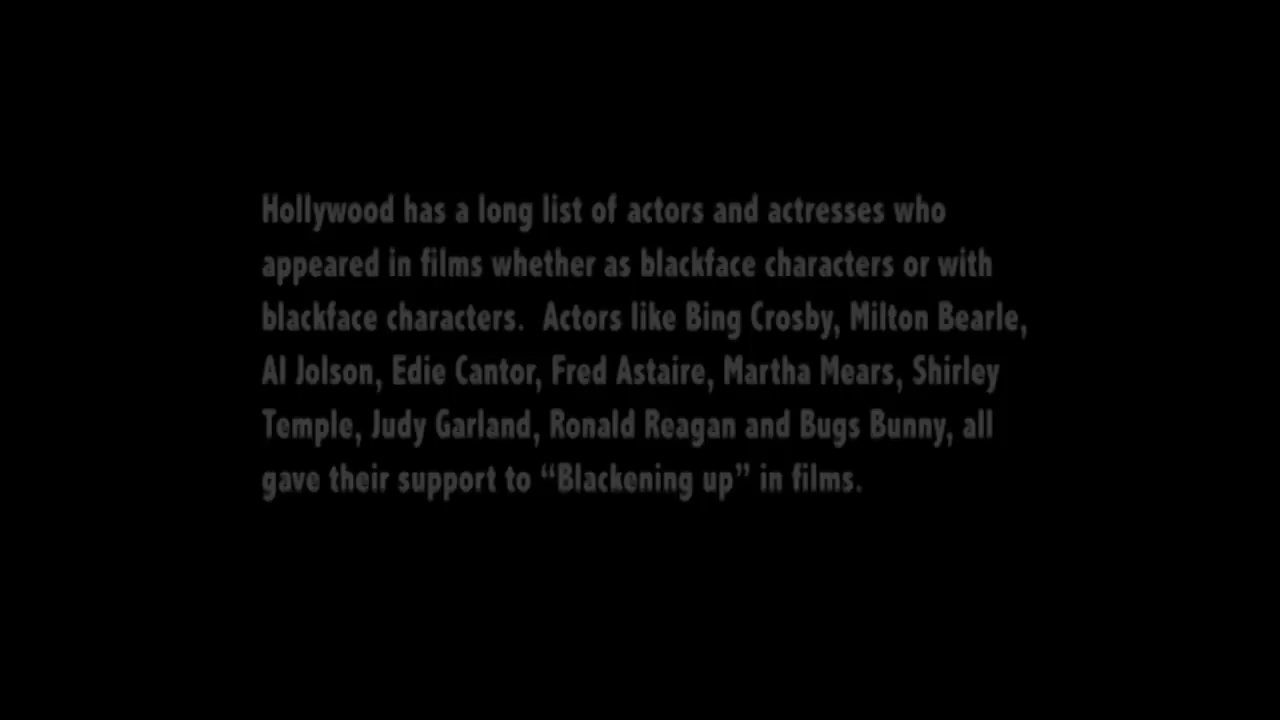 Hollywood has a long list of actors and actresses who
appeared in films whether as blackface characters or with
blackface characters.  Actors like Bing Crosby, Milton Bearle,
Al Jolson, Edie Cantor, Fred Astaire, Martha Mears, Shirley
Temple, Judy Garland, Ronald Reagan and Bugs Bunny, all
gave their support to “Blackening up” in films.